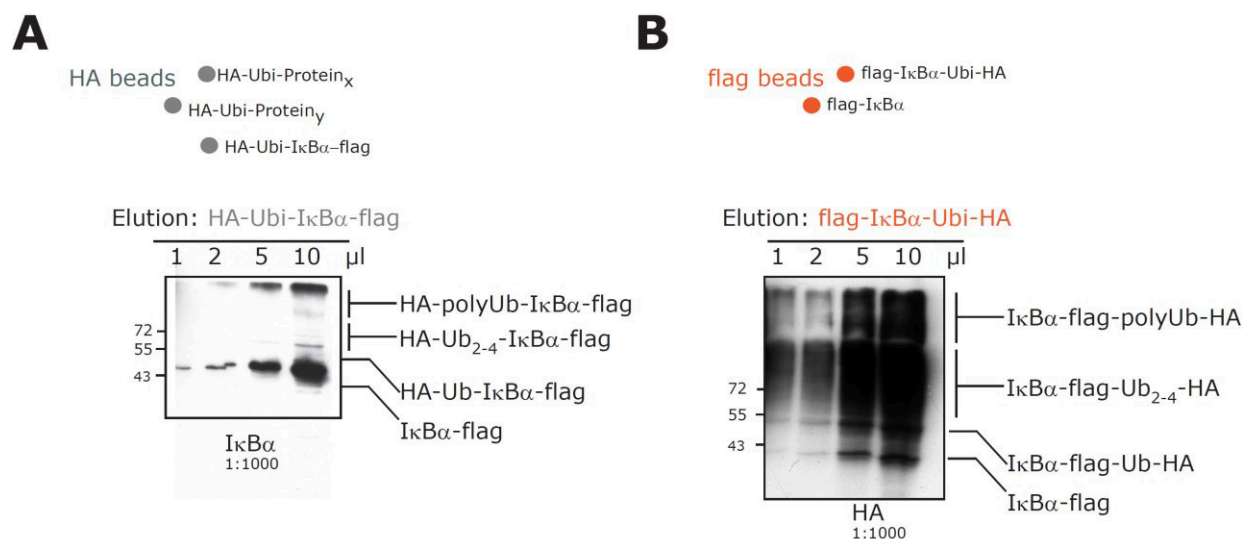 A
HA beads
HA-Ubi-Proteinx
HA-Ubi-Proteiny
HA-Ubi-IκBα-flag
Elution: HA-Ubi-IκBα-flag
1 2 5 10 μl
72
55
43
HA-polyUb-IκBα-flag
HA-Ub2-4-IκBα-flag
HA-Ub-IκBα-flag
IκBα-flag
IκBα
1:1000
B
flag beads
flag-IκBα-Ubi-HA
flag-IκBα
Elution: flag-IκBα-Ubi-HA
1 2 5 10 μl
72
55
43
IκBα-flag-polyUb-HA
IκBα-flag-Ub2-4-HA
IκBα-flag-Ub-HA
IκBα-flag
HA
1:1000